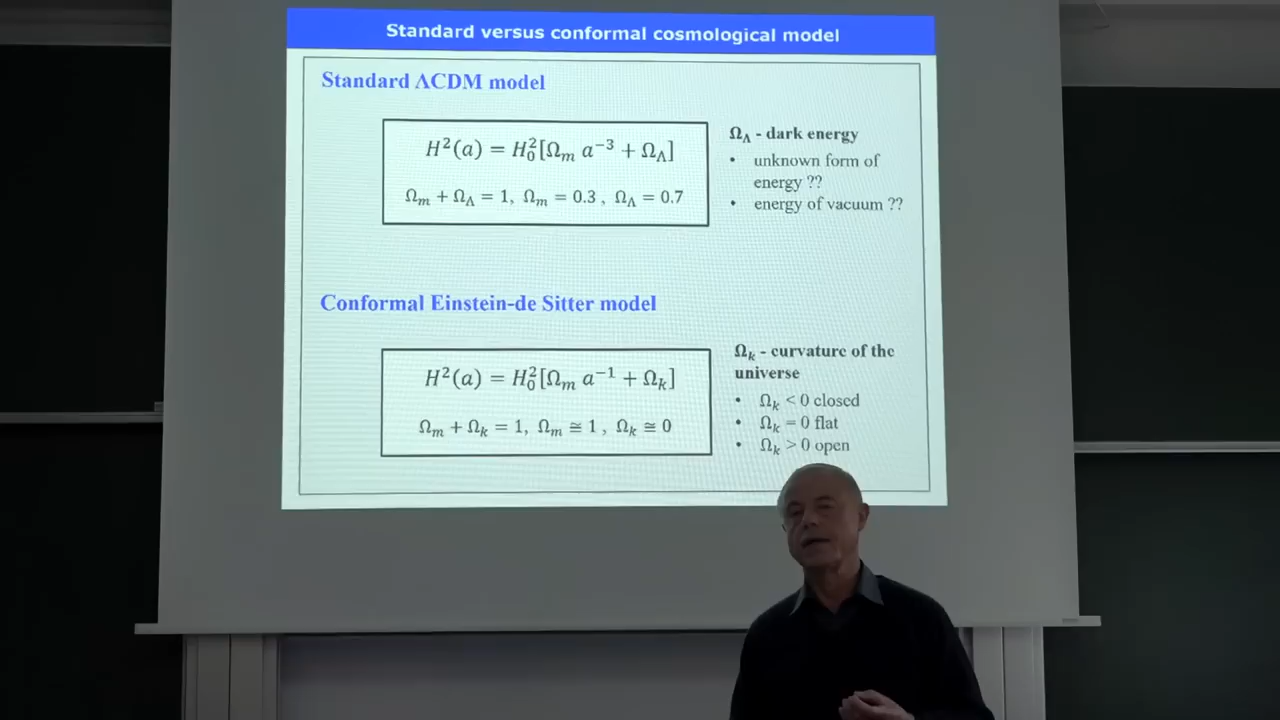 Standard versus conformal cosmological model
Standard ΛCDM model
H²(a) = H₀²[Ωₘ a⁻³ + Ω_Λ]
Ωₘ + Ω_Λ = 1, Ωₘ = 0.3 , Ω_Λ = 0.7
Ω_Λ - dark energy
• unknown form of
energy ??
• energy of vacuum ??
Conformal Einstein-de Sitter model
H²(a) = H₀²[Ωₘ a⁻¹ + Ωₖ]
Ωₘ + Ωₖ = 1, Ωₘ ≅ 1 , Ωₖ ≅ 0
Ωₖ - curvature of the
universe
• Ωₖ < 0 closed
• Ωₖ = 0 flat
• Ωₖ > 0 open